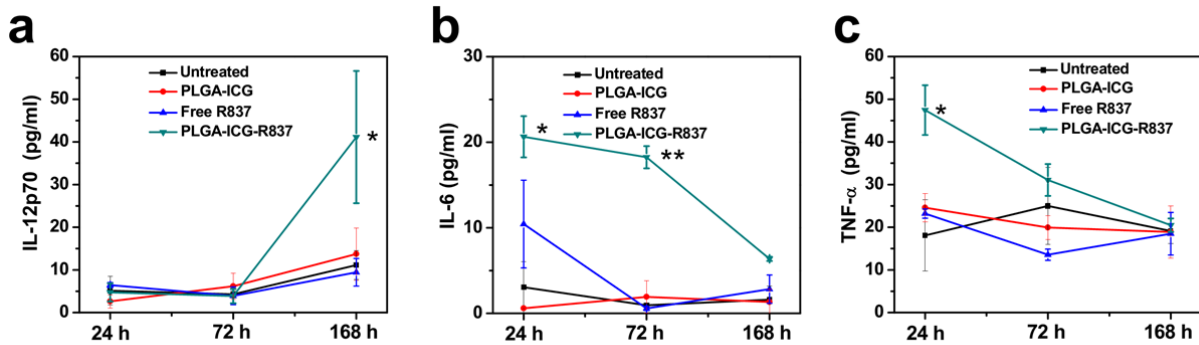 a
IL-12p70 (pg/ml)
60
50
40
30
20
10
0
Untreated
PLGA-ICG
Free R837
PLGA-ICG-R837
*
24 h
72 h
168 h
b
IL-6 (pg/ml)
30
20
10
0
Untreated
PLGA-ICG
Free R837
PLGA-ICG-R837
*
**
24 h
72 h
168 h
c
TNF-α (pg/ml)
60
50
40
30
20
10
0
Untreated
PLGA-ICG
Free R837
PLGA-ICG-R837
*
24 h
72 h
168 h